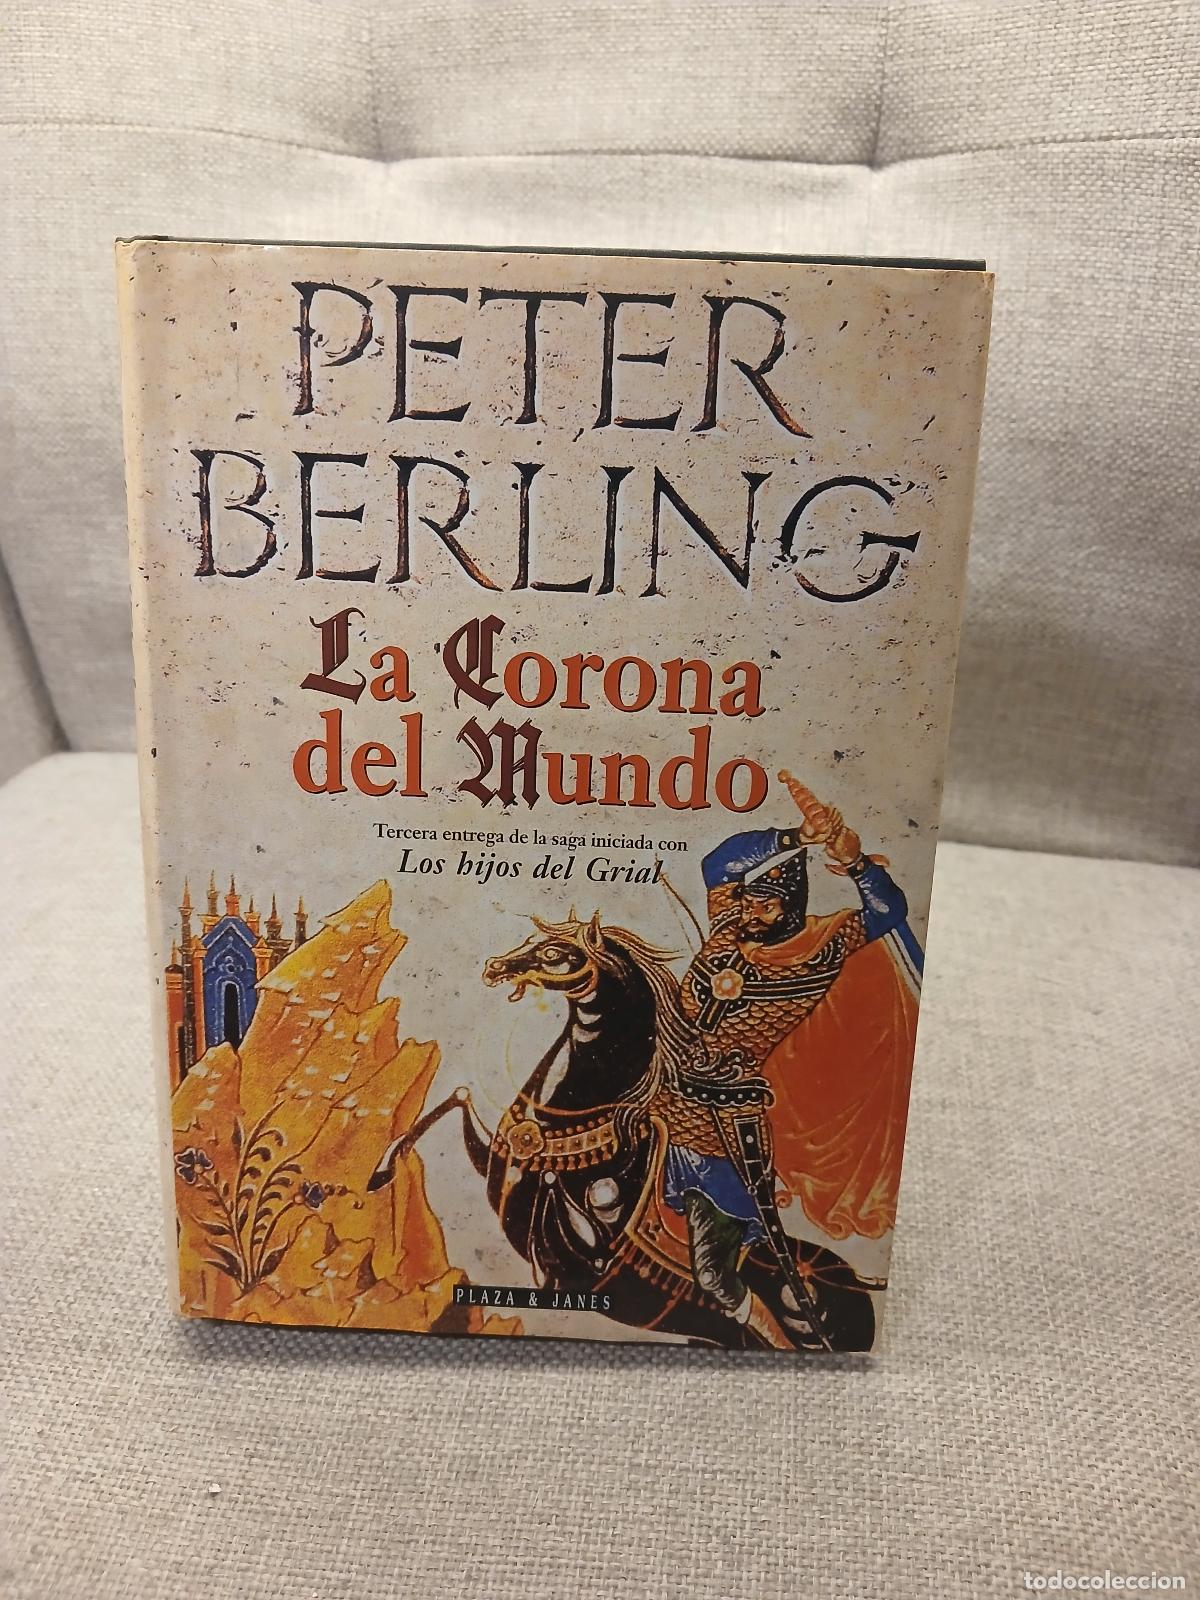 PETER
BERLING
La Corona
del Mundo
Tercera entrega de la saga iniciada con
Los hijos del Grial
PLAZA & JANES
todocoleccion